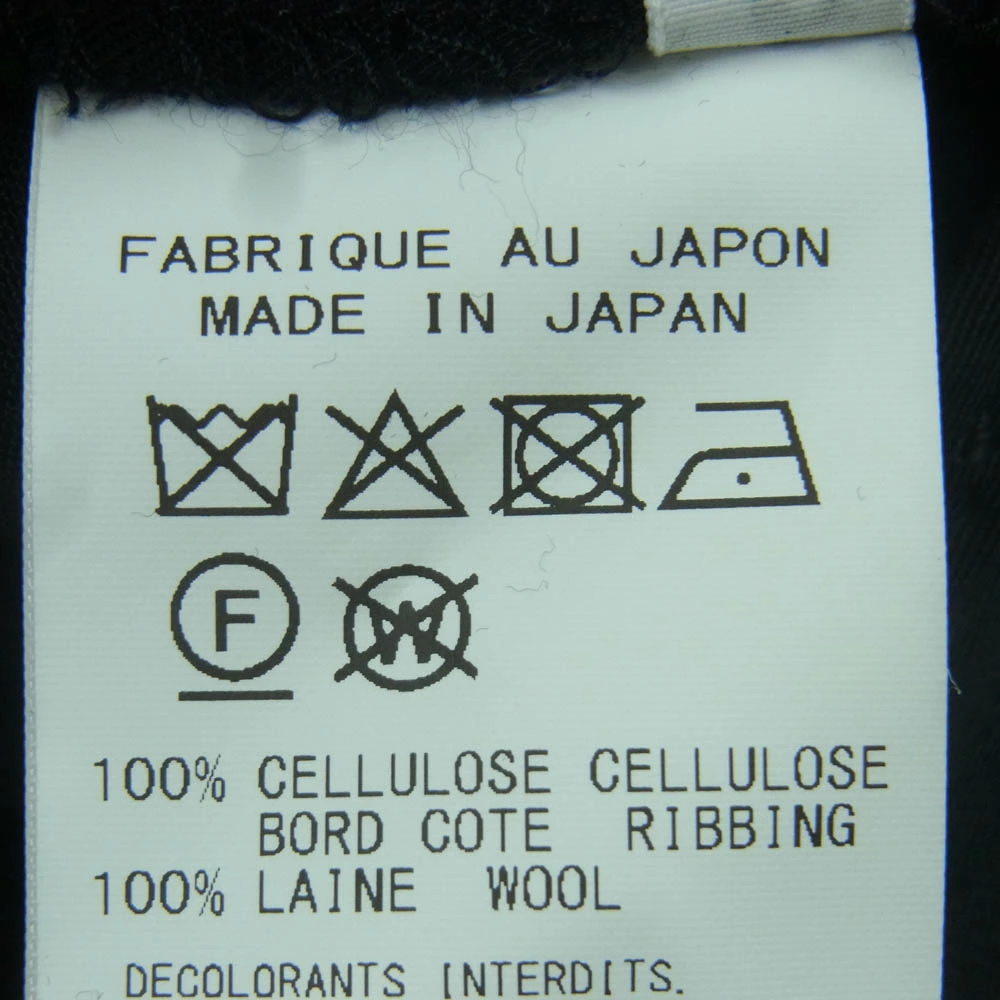 FABRIQUE AU JAPON
MADE IN JAPAN
F
W
100% CELLULOSE CELLULOSE
BORD COTE RIBBING
100% LAINE WOOL
DECOLORANTS INTERDITS.